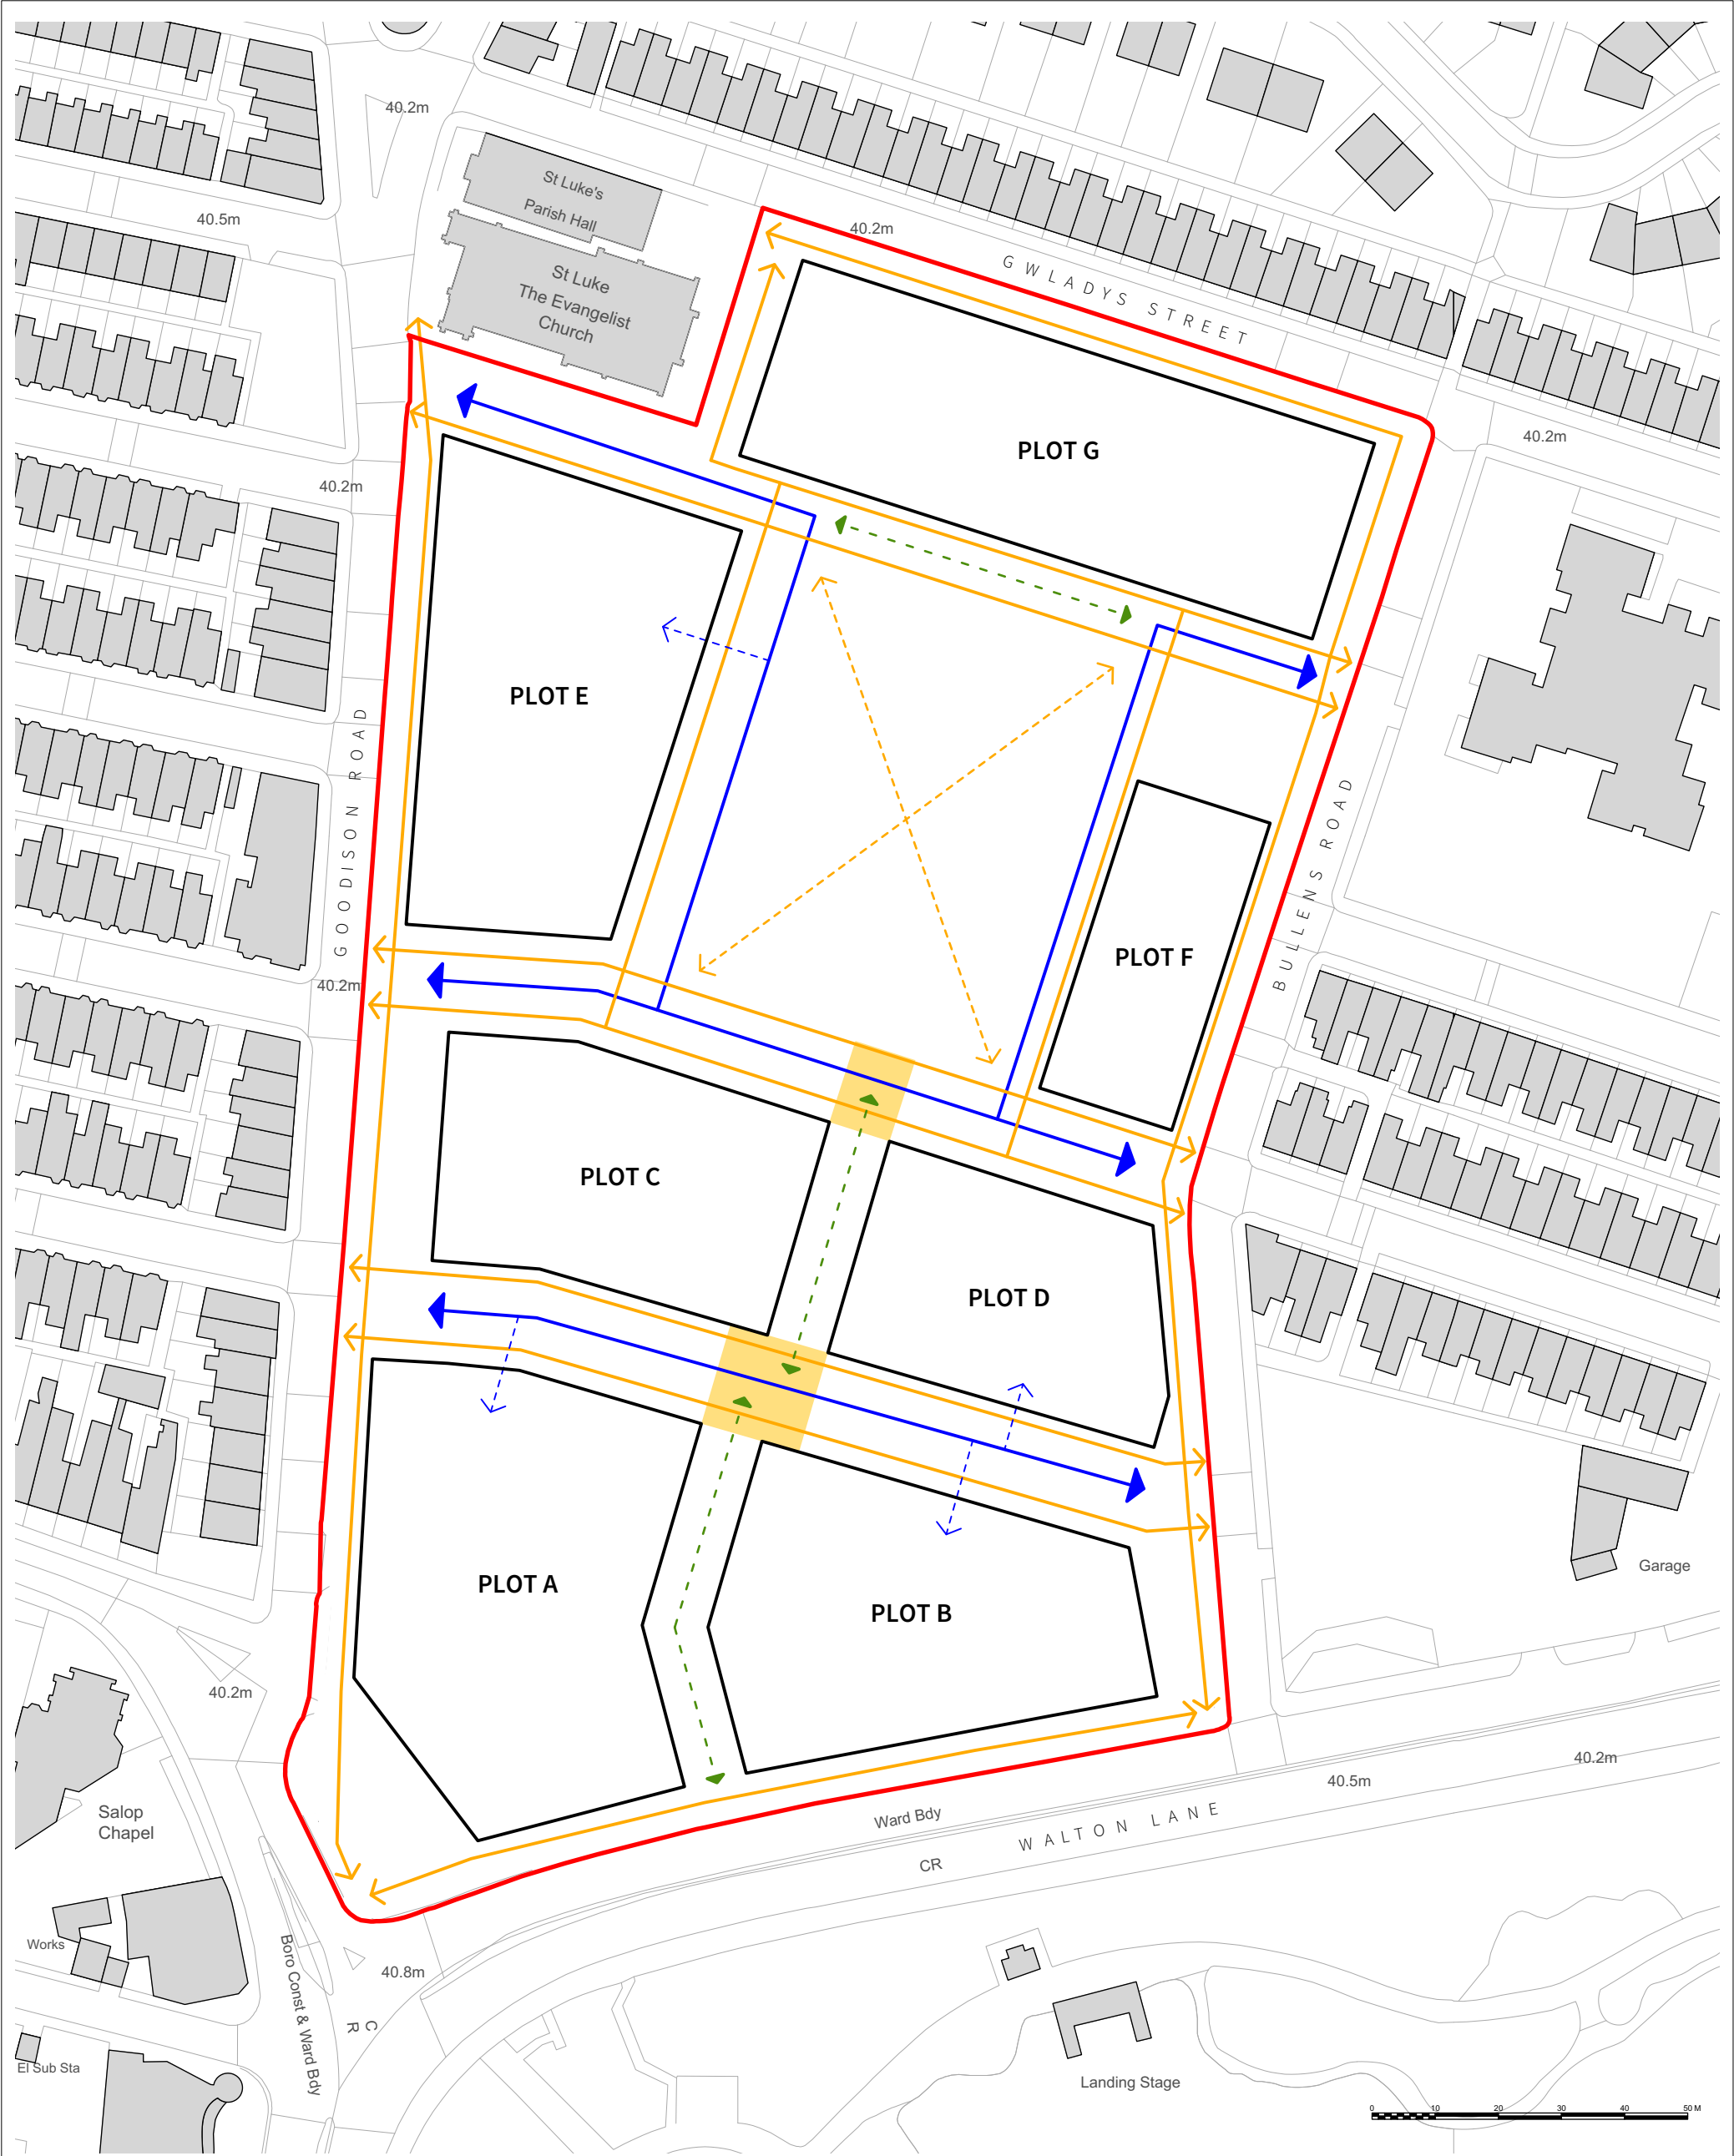 40.2m
St Luke's
Parish Hall
40.5m
40.2m
GWLADYS STREET
St Luke
The Evangelist
Church
PLOT G
40.2m
40.2m
PLOT E
GOODISON ROAD
BULLENS ROAD
PLOT F
40.2m
PLOT C
PLOT D
PLOT A
PLOT B
Garage
40.2m
40.2m
40.5m
Salop
Chapel
Ward Bdy
WALTON LANE
CR
Works
Boro Const & Ward Bdy
40.8m
CR
El Sub Sta
Landing Stage
0 10 20 30 40 50 M